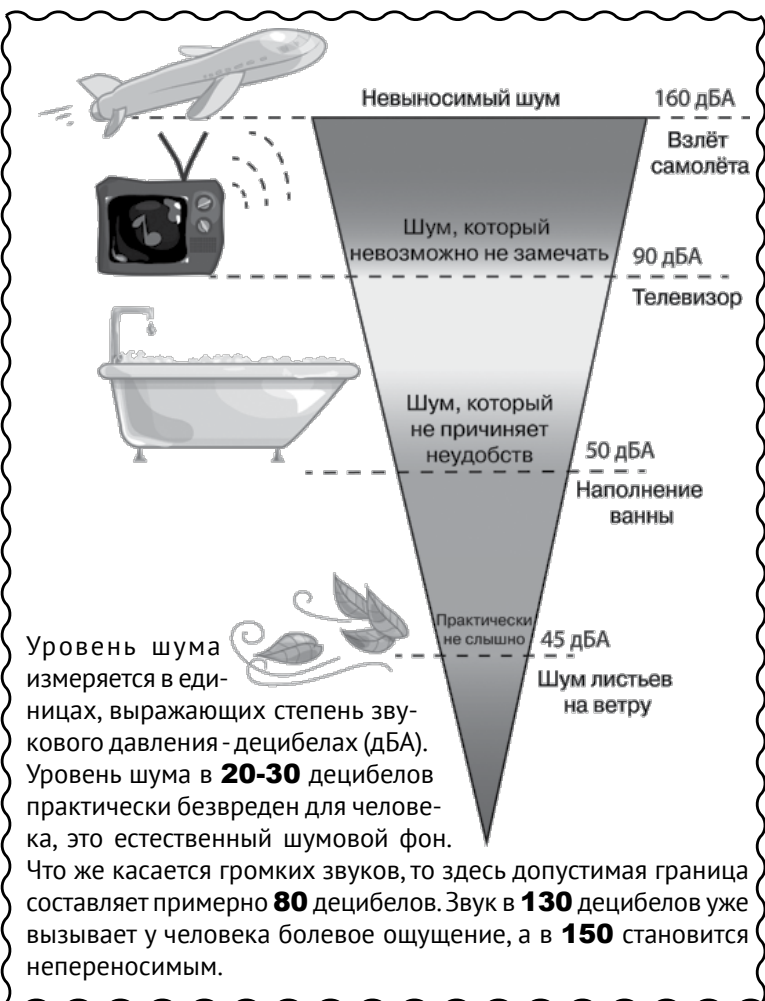 Невыносимый шум
160 дБА
Взлёт
самолёта
Шум, который
невозможно не замечать
90 дБА
Телевизор
Шум, который
не причиняет
неудобств
50 дБА
Наполнение
ванны
Практически
не слышно
45 дБА
Шум листьев
на ветру
Уровень шума
измеряется в еди-
ницах, выражающих степень зву-
кового давления - децибелах (дБА).
Уровень шума в 20-30 децибелов
практически безвреден для челове-
ка, это естественный шумовой фон.
Что же касается громких звуков, то здесь допустимая граница
составляет примерно 80 децибелов. Звук в 130 децибелов уже
вызывает у человека болевое ощущение, а в 150 становится
непереносимым.